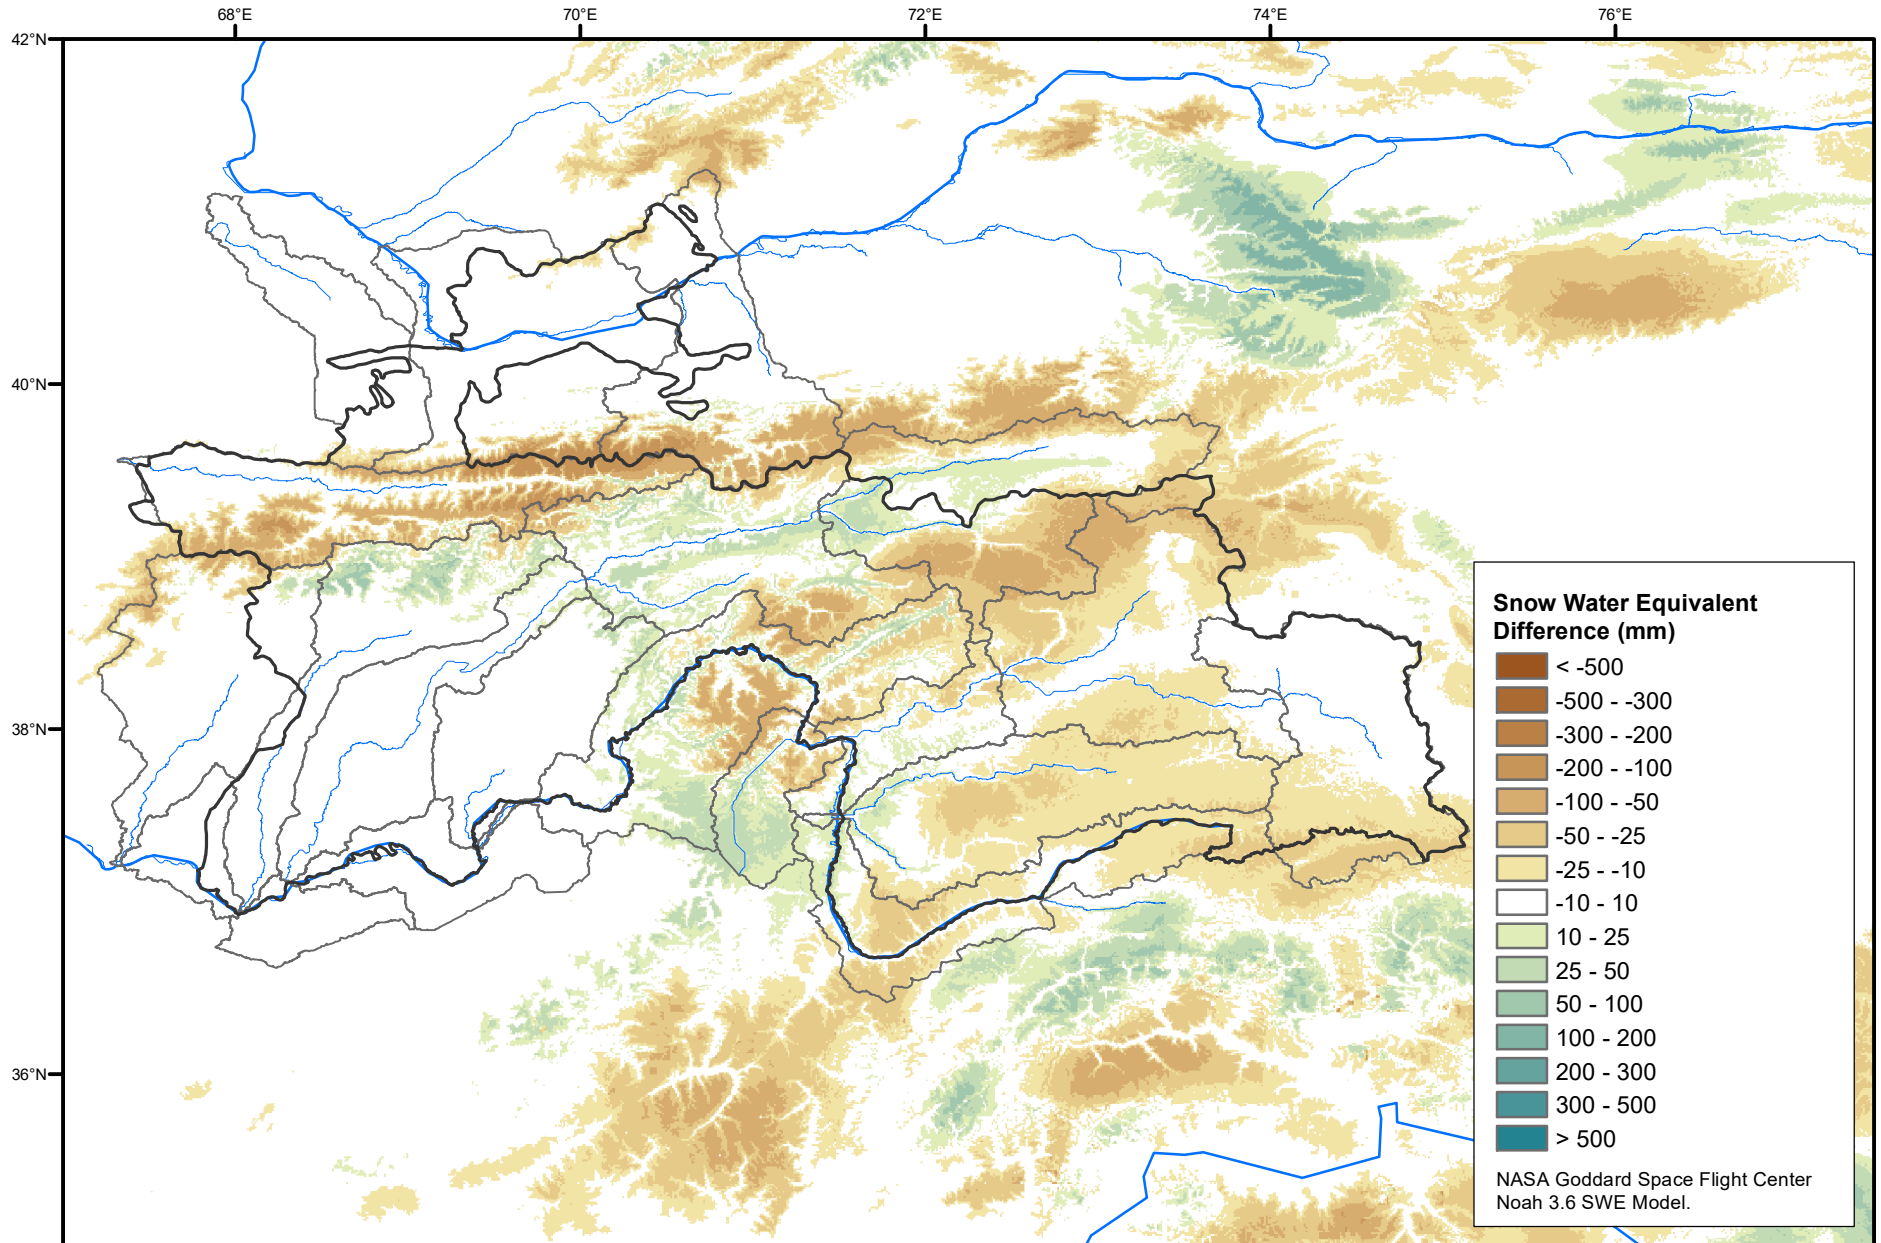 68°E
70°E
72°E
74°E
76°E
42°N
40°N
38°N
36°N
Snow Water Equivalent
Difference (mm)
< -500
-500 - -300
-300 - -200
-200 - -100
-100 - -50
-50 - -25
-25 - -10
-10 - 10
10 - 25
25 - 50
50 - 100
100 - 200
200 - 300
300 - 500
> 500
NASA Goddard Space Flight Center
Noah 3.6 SWE Model.